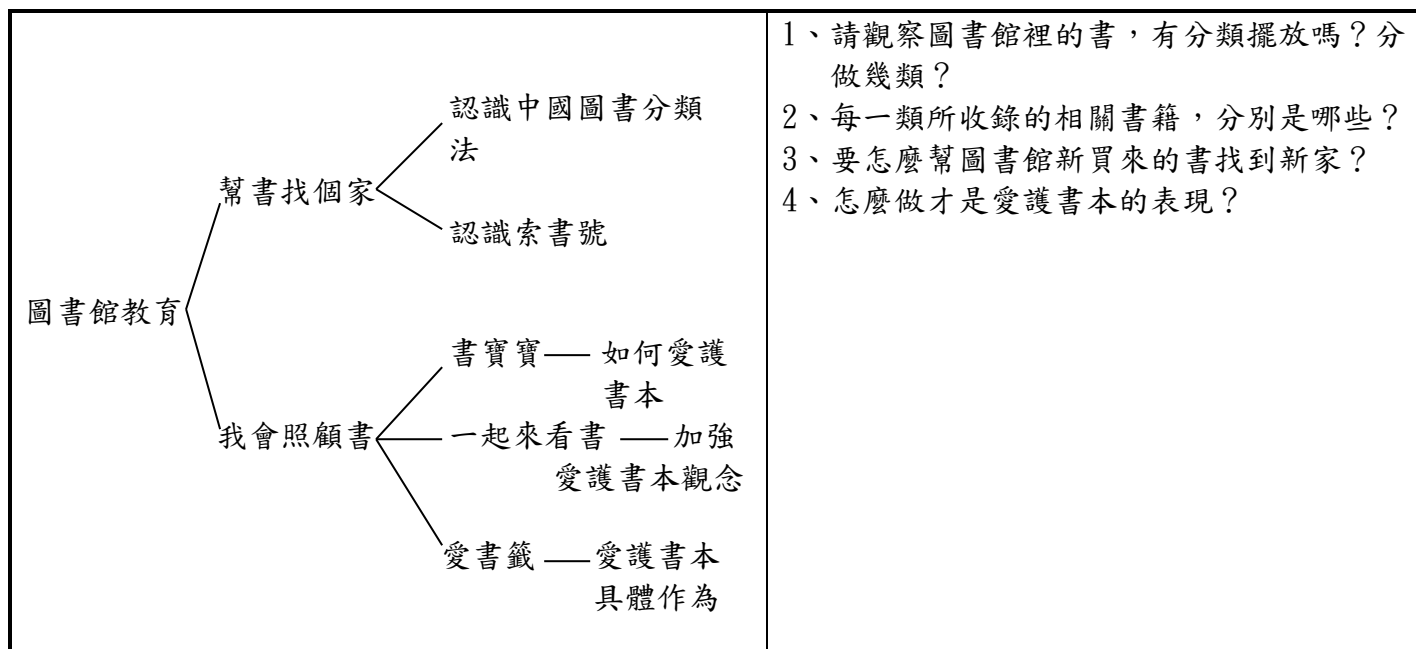 認識中國圖書分類
法
幫書找個家
認識索書號
圖書館教育
書寶寶 如何愛護
書本
我會照顧書 一起來看書 加強
愛護書本觀念
愛書籤 愛護書本
具體作為
1、請觀察圖書館裡的書,有分類擺放嗎?分
做幾類?
2、每一類所收錄的相關書籍,分別是哪些?
3、要怎麼幫圖書館新買來的書找到新家?
4、怎麼做才是愛護書本的表現?